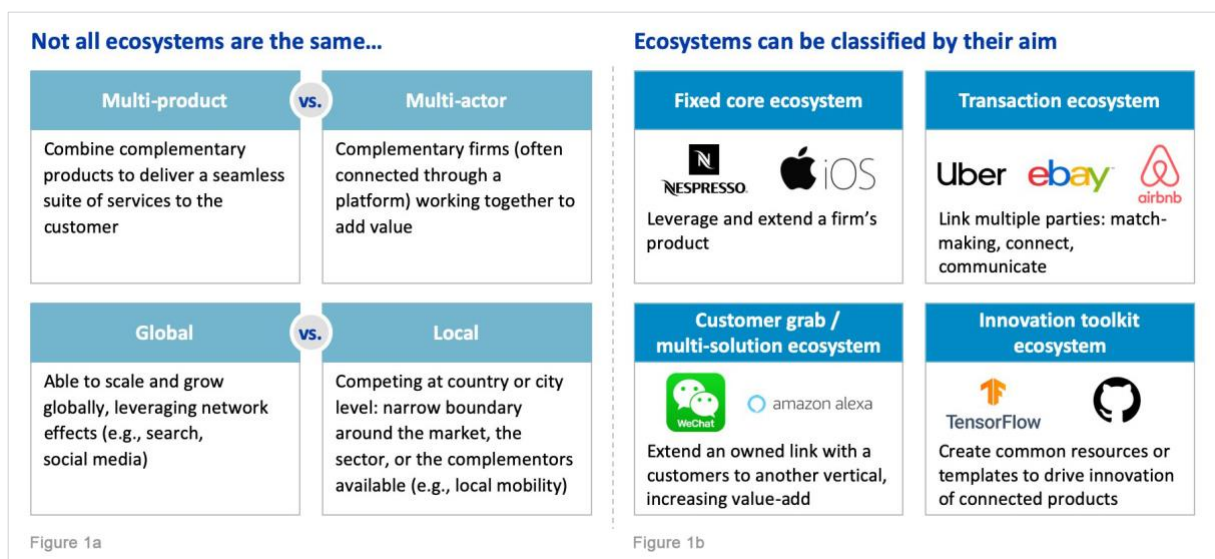 Not all ecosystems are the same...
Multi-product
vs.
Multi-actor
Combine complementary
products to deliver a seamless
suite of services to the
customer
Complementary firms (often
connected through a
platform) working together to
add value
Global
vs.
Local
Able to scale and grow
globally, leveraging network
effects (e.g., search,
social media)
Competing at country or city
level: narrow boundary
around the market, the
sector, or the complementors
available (e.g., local mobility)
Figure 1a
Ecosystems can be classified by their aim
Fixed core ecosystem
N
NESPRESSO.
iOS
Leverage and extend a firm's
product
Transaction ecosystem
Uber
ebay
airbnb
Link multiple parties: match-
making, connect,
communicate
Customer grab /
multi-solution ecosystem
WeChat
amazon alexa
Extend an owned link with a
customers to another vertical,
increasing value-add
Innovation toolkit
ecosystem
TensorFlow
Create common resources or
templates to drive innovation
of connected products
Figure 1b